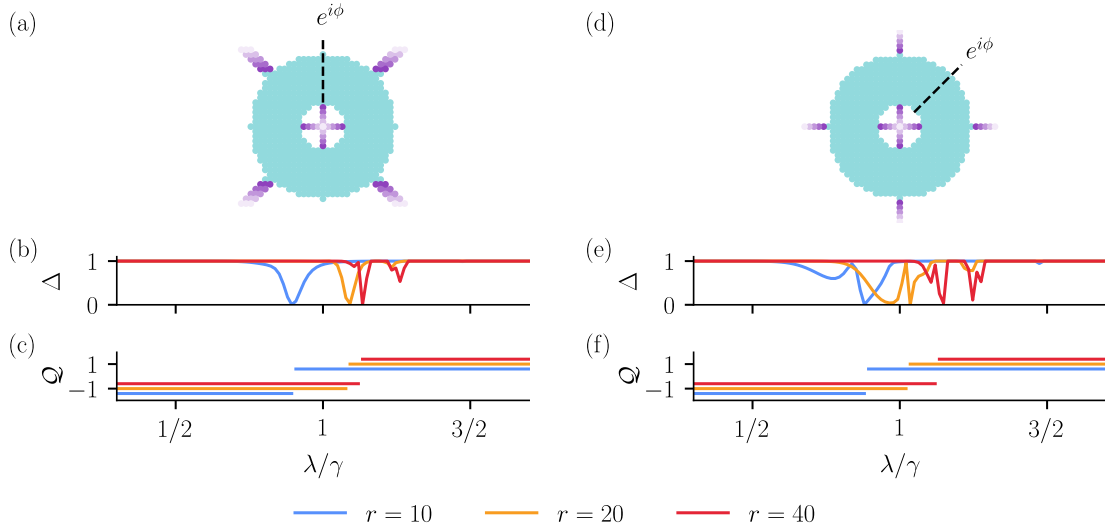 (a)
e^{iϕ}
(d)
e^{iϕ}
(b)
Δ
1
0
(e)
Δ
1
0
(c)
𝒬
1
−1
1/2
1
3/2
λ/γ
(f)
𝒬
1
−1
1/2
1
3/2
λ/γ
r = 10
r = 20
r = 40